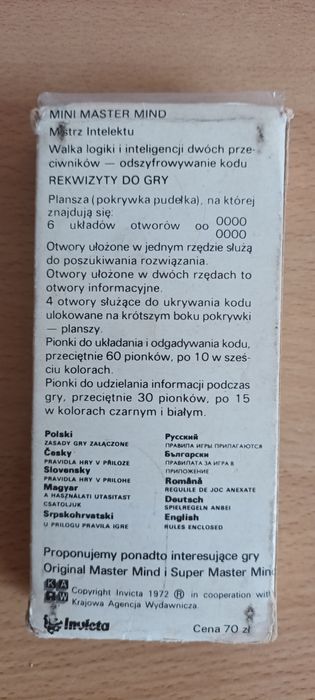 MINI MASTER MIND
Mistrz Intelektu
Walka logiki i inteligencji dwóch prze-
ciwników — odszyfrowywanie kodu
REKWIZYTY DO GRY
Plansza (pokrywka pudełka), na której
znajdują się:
6 układów otworów oo OOOO
OOOO
Otwory ułożone w jednym rzędzie służą
do poszukiwania rozwiązania.
Otwory ułożone w dwóch rzędach to
otwory informacyjne.
4 otwory służące do ukrywania kodu
ulokowane na krótszym boku pokrywki
— planszy.
Pionki do układania i odgadywania kodu,
przeciętnie 60 pionków, po 10 w sześ-
ciu kolorach.
Pionki do udzielania informacji podczas
gry, przeciętnie 30 pionków, po 15
w kolorach czarnym i białym.
Polski
ZASADY GRY ZAŁĄCZONE
Česky
PRAVIDLA HRY V PŘILOZE
Slovensky
PRAVIDLA HRY V PRILOHE
Magyar
A HASZNÁLATI UTASITAST
CSATOLJUK
Srpskohrvatski
U PRILOGU PRAVILA IGRE
Русский
ПРАВИЛА ИГРЫ ПРИЛАГАЮТСЯ
Български
ПРАВИЛАТА ЗА ИГРА В
ПРИЛОЖЕНИЕ
Română
REGULILE DE JOC ANEXATE
Deutsch
SPIELREGELN ANBEI
English
RULES ENCLOSED
Proponujemy ponadto interesujące gry
Original Master Mind i Super Master Mind
KAW
Copyright Invicta 1972 ® in cooperation with
Krajowa Agencja Wydawnicza.
Invicta
Cena 70 zł